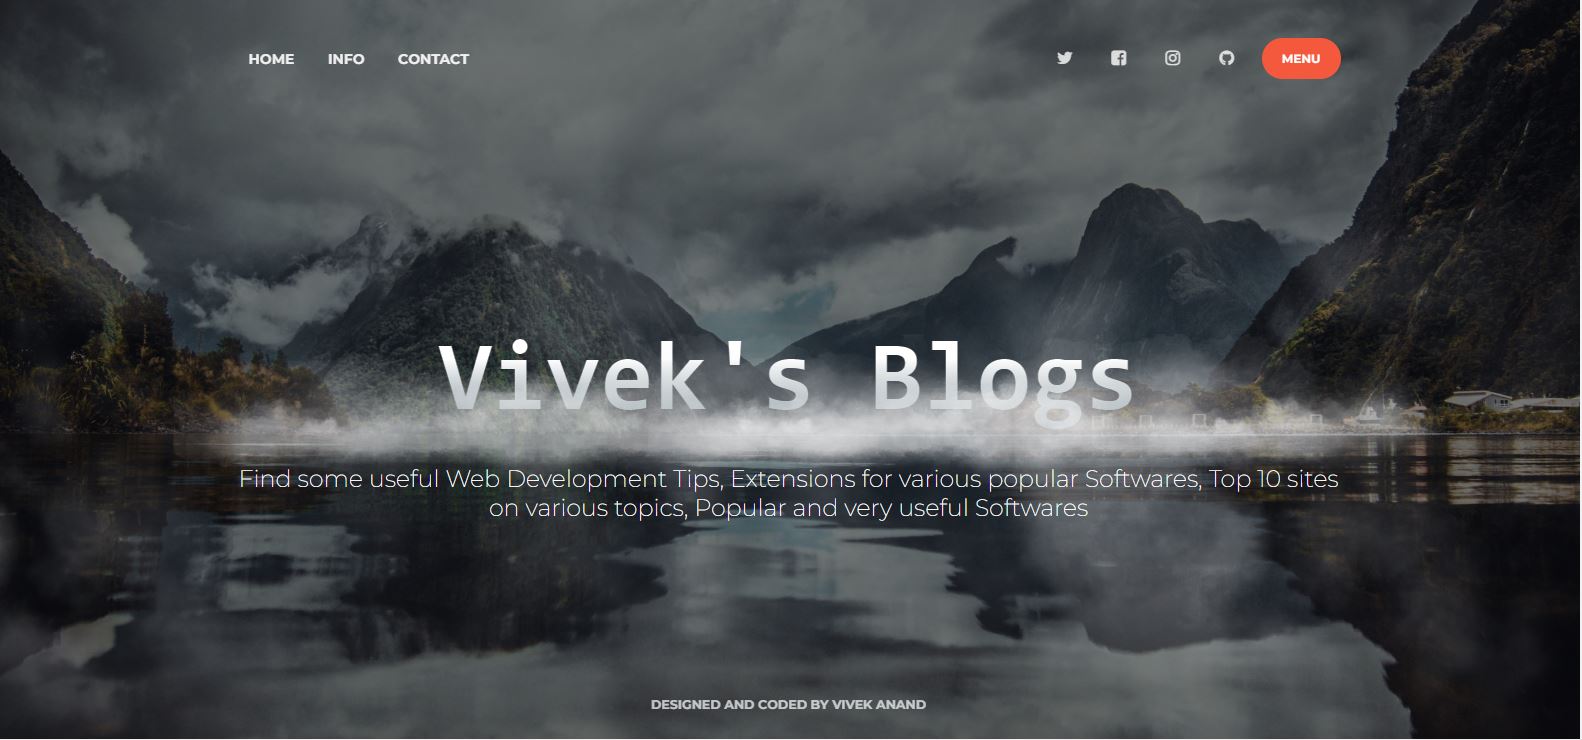 HOME INFO CONTACT MENU
Vivek's Blogs
Find some useful Web Development Tips, Extensions for various popular Softwares, Top 10 sites
on various topics, Popular and very useful Softwares
DESIGNED AND CODED BY VIVEK ANAND